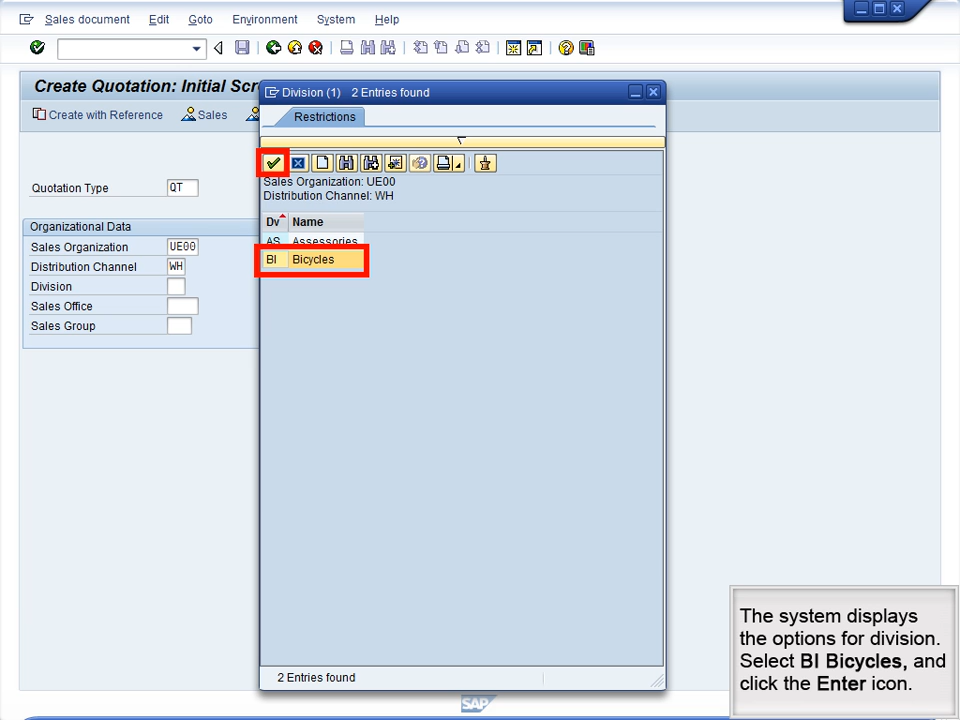 Sales document Edit Goto Environment System Help
Create Quotation: Initial Scr
Division (1) 2 Entries found
Create with Reference Sales
Restrictions
Sales Organization: UE00
Distribution Channel: WH
Quotation Type QT
Dv Name
AS Assessories
BI Bicycles
Organizational Data
Sales Organization UE00
Distribution Channel WH
Division
Sales Office
Sales Group
The system displays
the options for division.
Select BI Bicycles, and
click the Enter icon.
2 Entries found
SAP